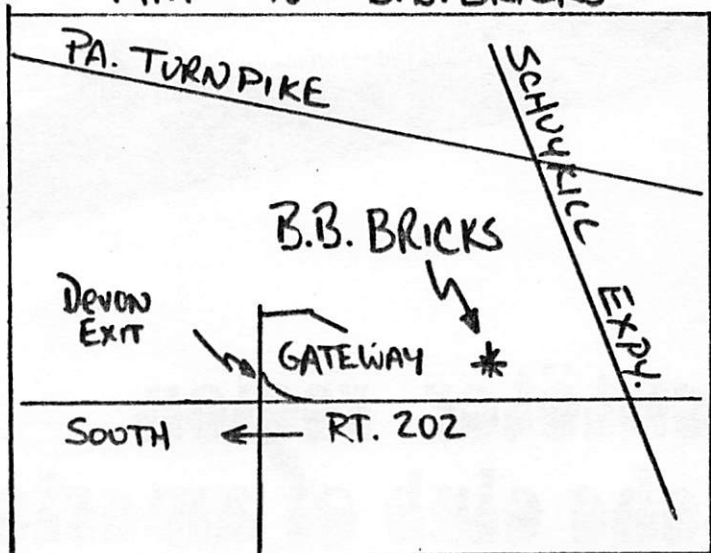 PA. TURNPIKE
SCHUYKILL EXPY.
B.B. BRICKS
DEVON
EXIT
GATEWAY
SOUTH ← RT. 202